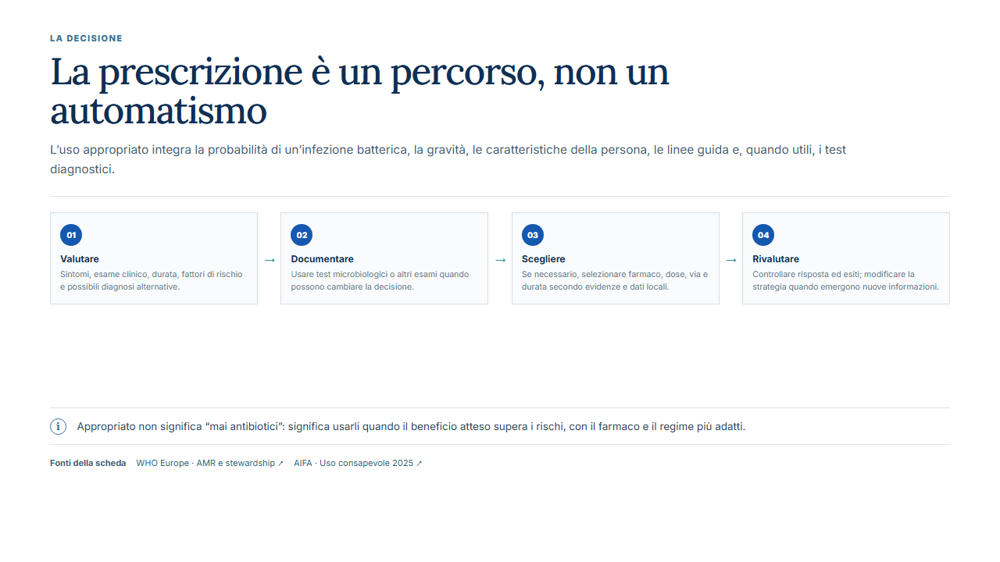 LA DECISIONE
La prescrizione è un percorso, non un
automatismo
L’uso appropriato integra la probabilità di un’infezione batterica, la gravità, le caratteristiche della persona, le linee guida e, quando utili, i test
diagnostici.
01
Valutare
Sintomi, esame clinico, durata, fattori di rischio
e possibili diagnosi alternative.
→
02
Documentare
Usare test microbiologici o altri esami quando
possono cambiare la decisione.
→
03
Scegliere
Se necessario, selezionare farmaco, dose, via e
durata secondo evidenze e dati locali.
→
04
Rivalutare
Controllare risposta ed esiti; modificare la
strategia quando emergono nuove informazioni.
i Appropriato non significa “mai antibiotici”: significa usarli quando il beneficio atteso supera i rischi, con il farmaco e il regime più adatti.
Fonti della scheda WHO Europe · AMR e stewardship ↗ AIFA · Uso consapevole 2025 ↗